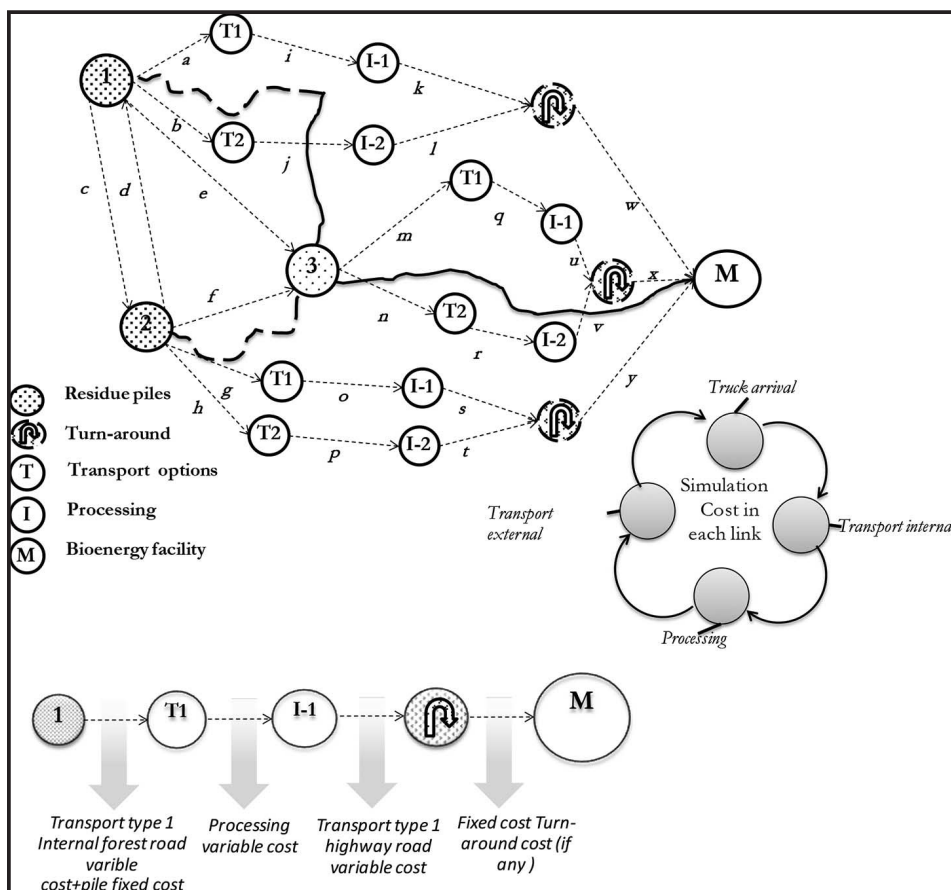 T1
a
i
I-1
1
k
b
T2
j
I-2
l
c
d
e
T1
q
w
m
I-1
3
u
x
M
f
n
T2
v
2
r
I-2
g
T1
o
I-1
s
y
h
T2
p
I-2
t
Residue piles
Turn-around
T
Transport options
I
Processing
M
Bioenergy facility
Truck arrival
Simulation
Cost in
each link
Transport
external
Transport internal
Processing
1
T1
I-1
M
Transport type 1
Internal forest road
varible
cost+pile fixed cost
Processing
variable cost
Transport type 1
highway road
variable cost
Fixed cost Turn-
around cost (if
any )